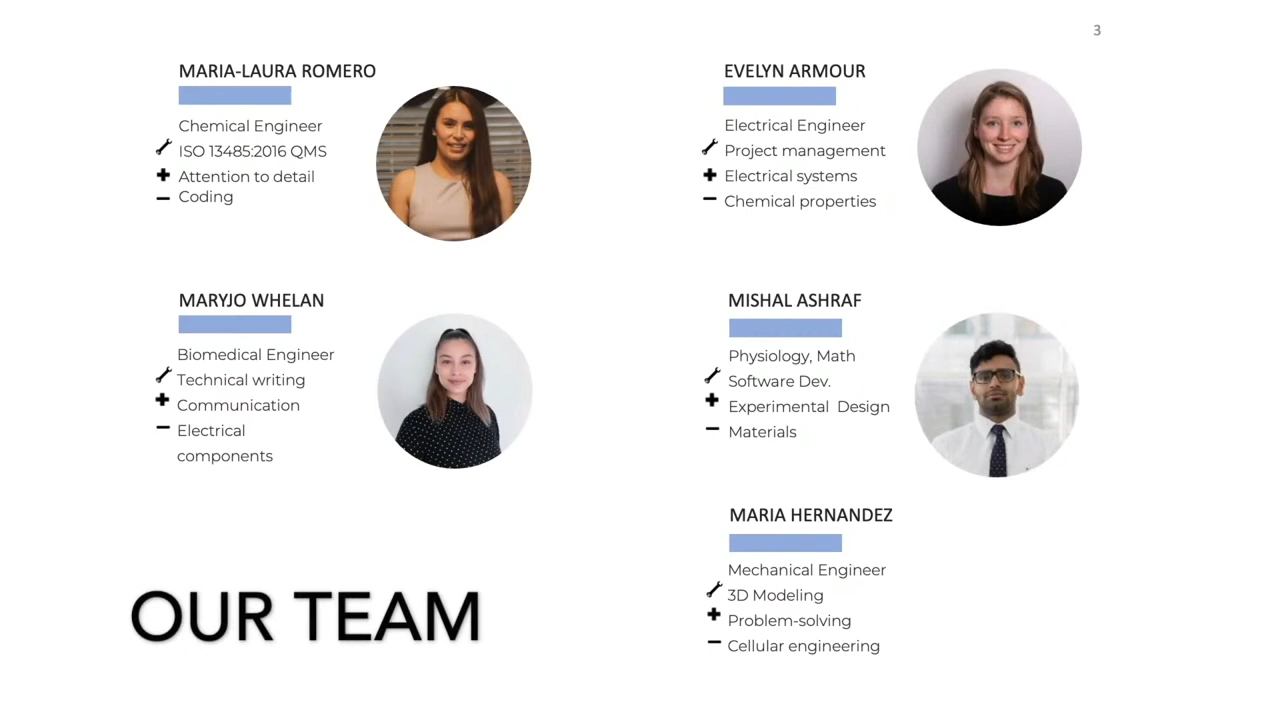 3
MARIA-LAURA ROMERO
Chemical Engineer
ISO 13485:2016 QMS
Attention to detail
Coding
EVELYN ARMOUR
Electrical Engineer
Project management
Electrical systems
Chemical properties
MARYJO WHELAN
Biomedical Engineer
Technical writing
Communication
Electrical
components
MISHAL ASHRAF
Physiology, Math
Software Dev.
Experimental  Design
Materials
MARIA HERNANDEZ
Mechanical Engineer
3D Modeling
Problem-solving
Cellular engineering
OUR TEAM